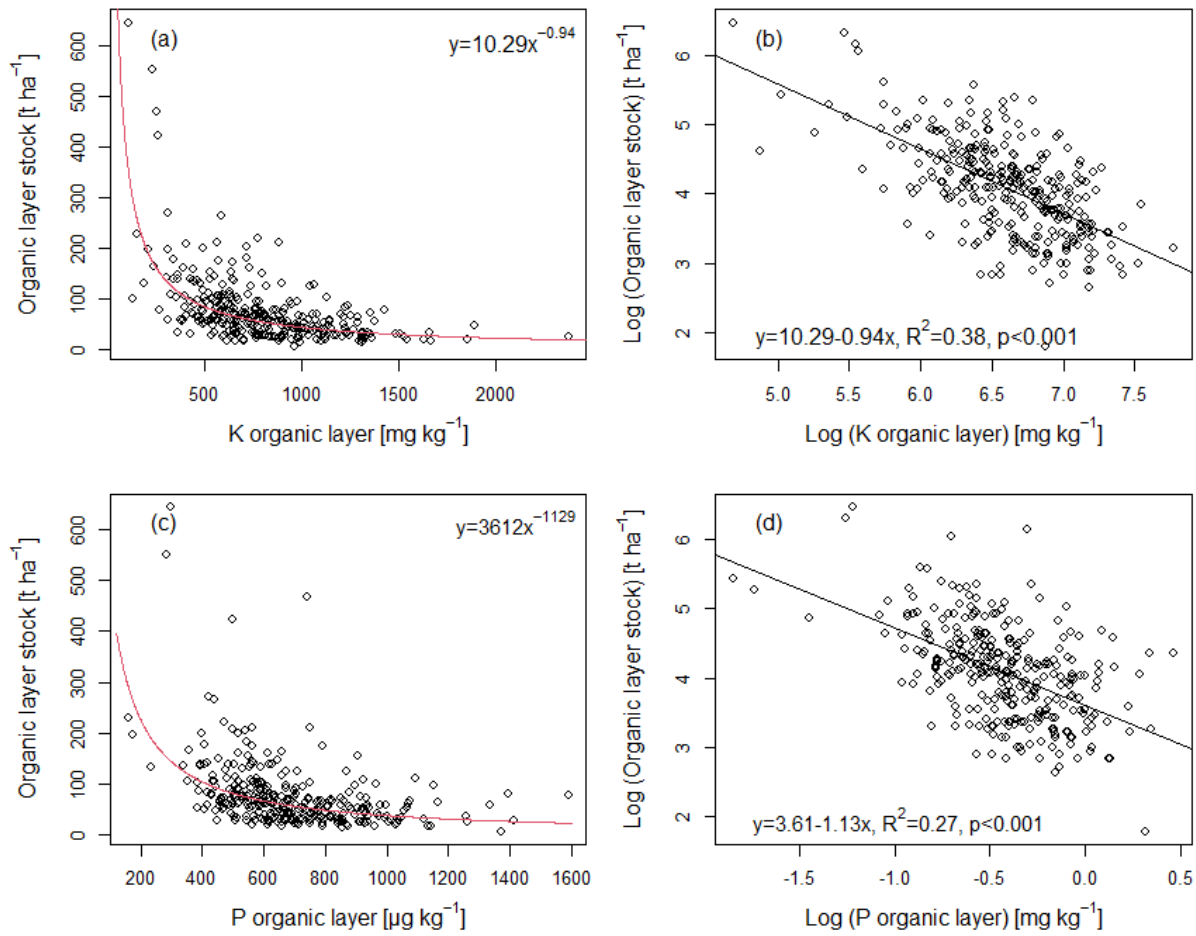 (a)
y=10.29x⁻⁰·⁹⁴
Organic layer stock [t ha⁻¹]
0 100 200 300 400 500 600
500 1000 1500 2000
K organic layer [mg kg⁻¹]
(b)
Log (Organic layer stock) [t ha⁻¹]
2 3 4 5 6
y=10.29-0.94x, R²=0.38, p<0.001
5.0 5.5 6.0 6.5 7.0 7.5
Log (K organic layer) [mg kg⁻¹]
(c)
y=3612x⁻¹¹²⁹
Organic layer stock [t ha⁻¹]
0 100 200 300 400 500 600
200 400 600 800 1000 1200 1400 1600
P organic layer [µg kg⁻¹]
(d)
Log (Organic layer stock) [t ha⁻¹]
2 3 4 5 6
y=3.61-1.13x, R²=0.27, p<0.001
-1.5 -1.0 -0.5 0.0 0.5
Log (P organic layer) [mg kg⁻¹]